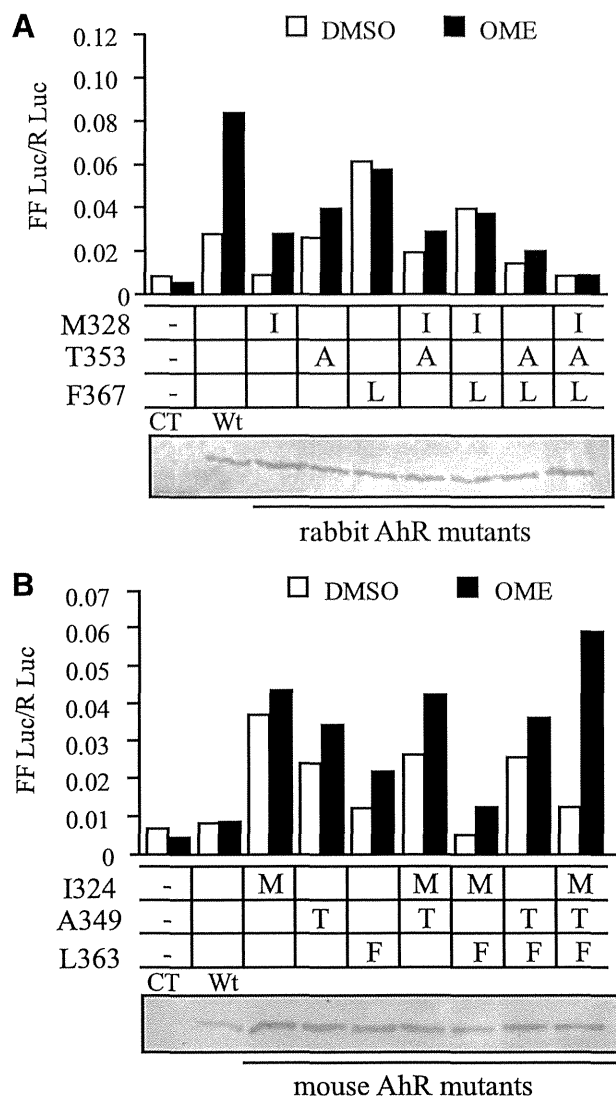 A
DMSO OME
FF Luc/R Luc
0.12
0.10
0.08
0.06
0.04
0.02
0
M328 - I I I I
T353 - A A A A
F367 - L L L L
CT Wt
rabbit AhR mutants
B
DMSO OME
FF Luc/R Luc
0.07
0.06
0.05
0.04
0.03
0.02
0.01
0
I324 - M M M M
A349 - T T T T
L363 - F F F F
CT Wt
mouse AhR mutants